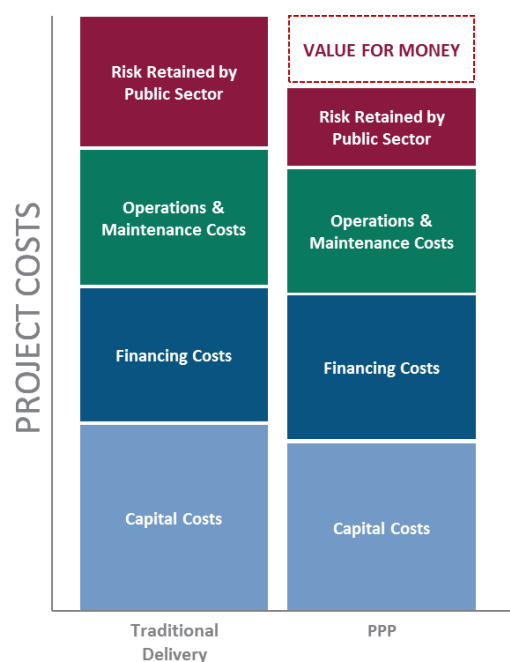 PROJECT COSTS
Risk Retained by
Public Sector
Operations &
Maintenance Costs
Financing Costs
Capital Costs
Traditional
Delivery
VALUE FOR MONEY
Risk Retained by
Public Sector
Operations &
Maintenance Costs
Financing Costs
Capital Costs
PPP